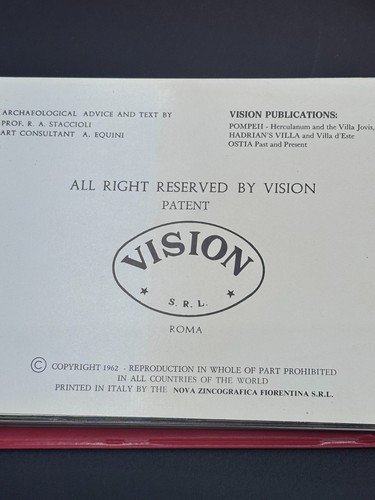 ARCHAEOLOGICAL ADVICE AND TEXT BY
PROF. R. A. STACCIOLI
ART CONSULTANT A. EQUINI
VISION PUBLICATIONS:
POMPEII - Herculanum and the Villa Jovis,
HADRIAN'S VILLA and Villa d'Este
OSTIA Past and Present
ALL RIGHT RESERVED BY VISION
PATENT
VISION
S. R. L.
ROMA
© COPYRIGHT 1962 - REPRODUCTION IN WHOLE OF PART PROHIBITED
IN ALL COUNTRIES OF THE WORLD
PRINTED IN ITALY BY THE NOVA ZINCOGRAFICA FIORENTINA S.R.L.